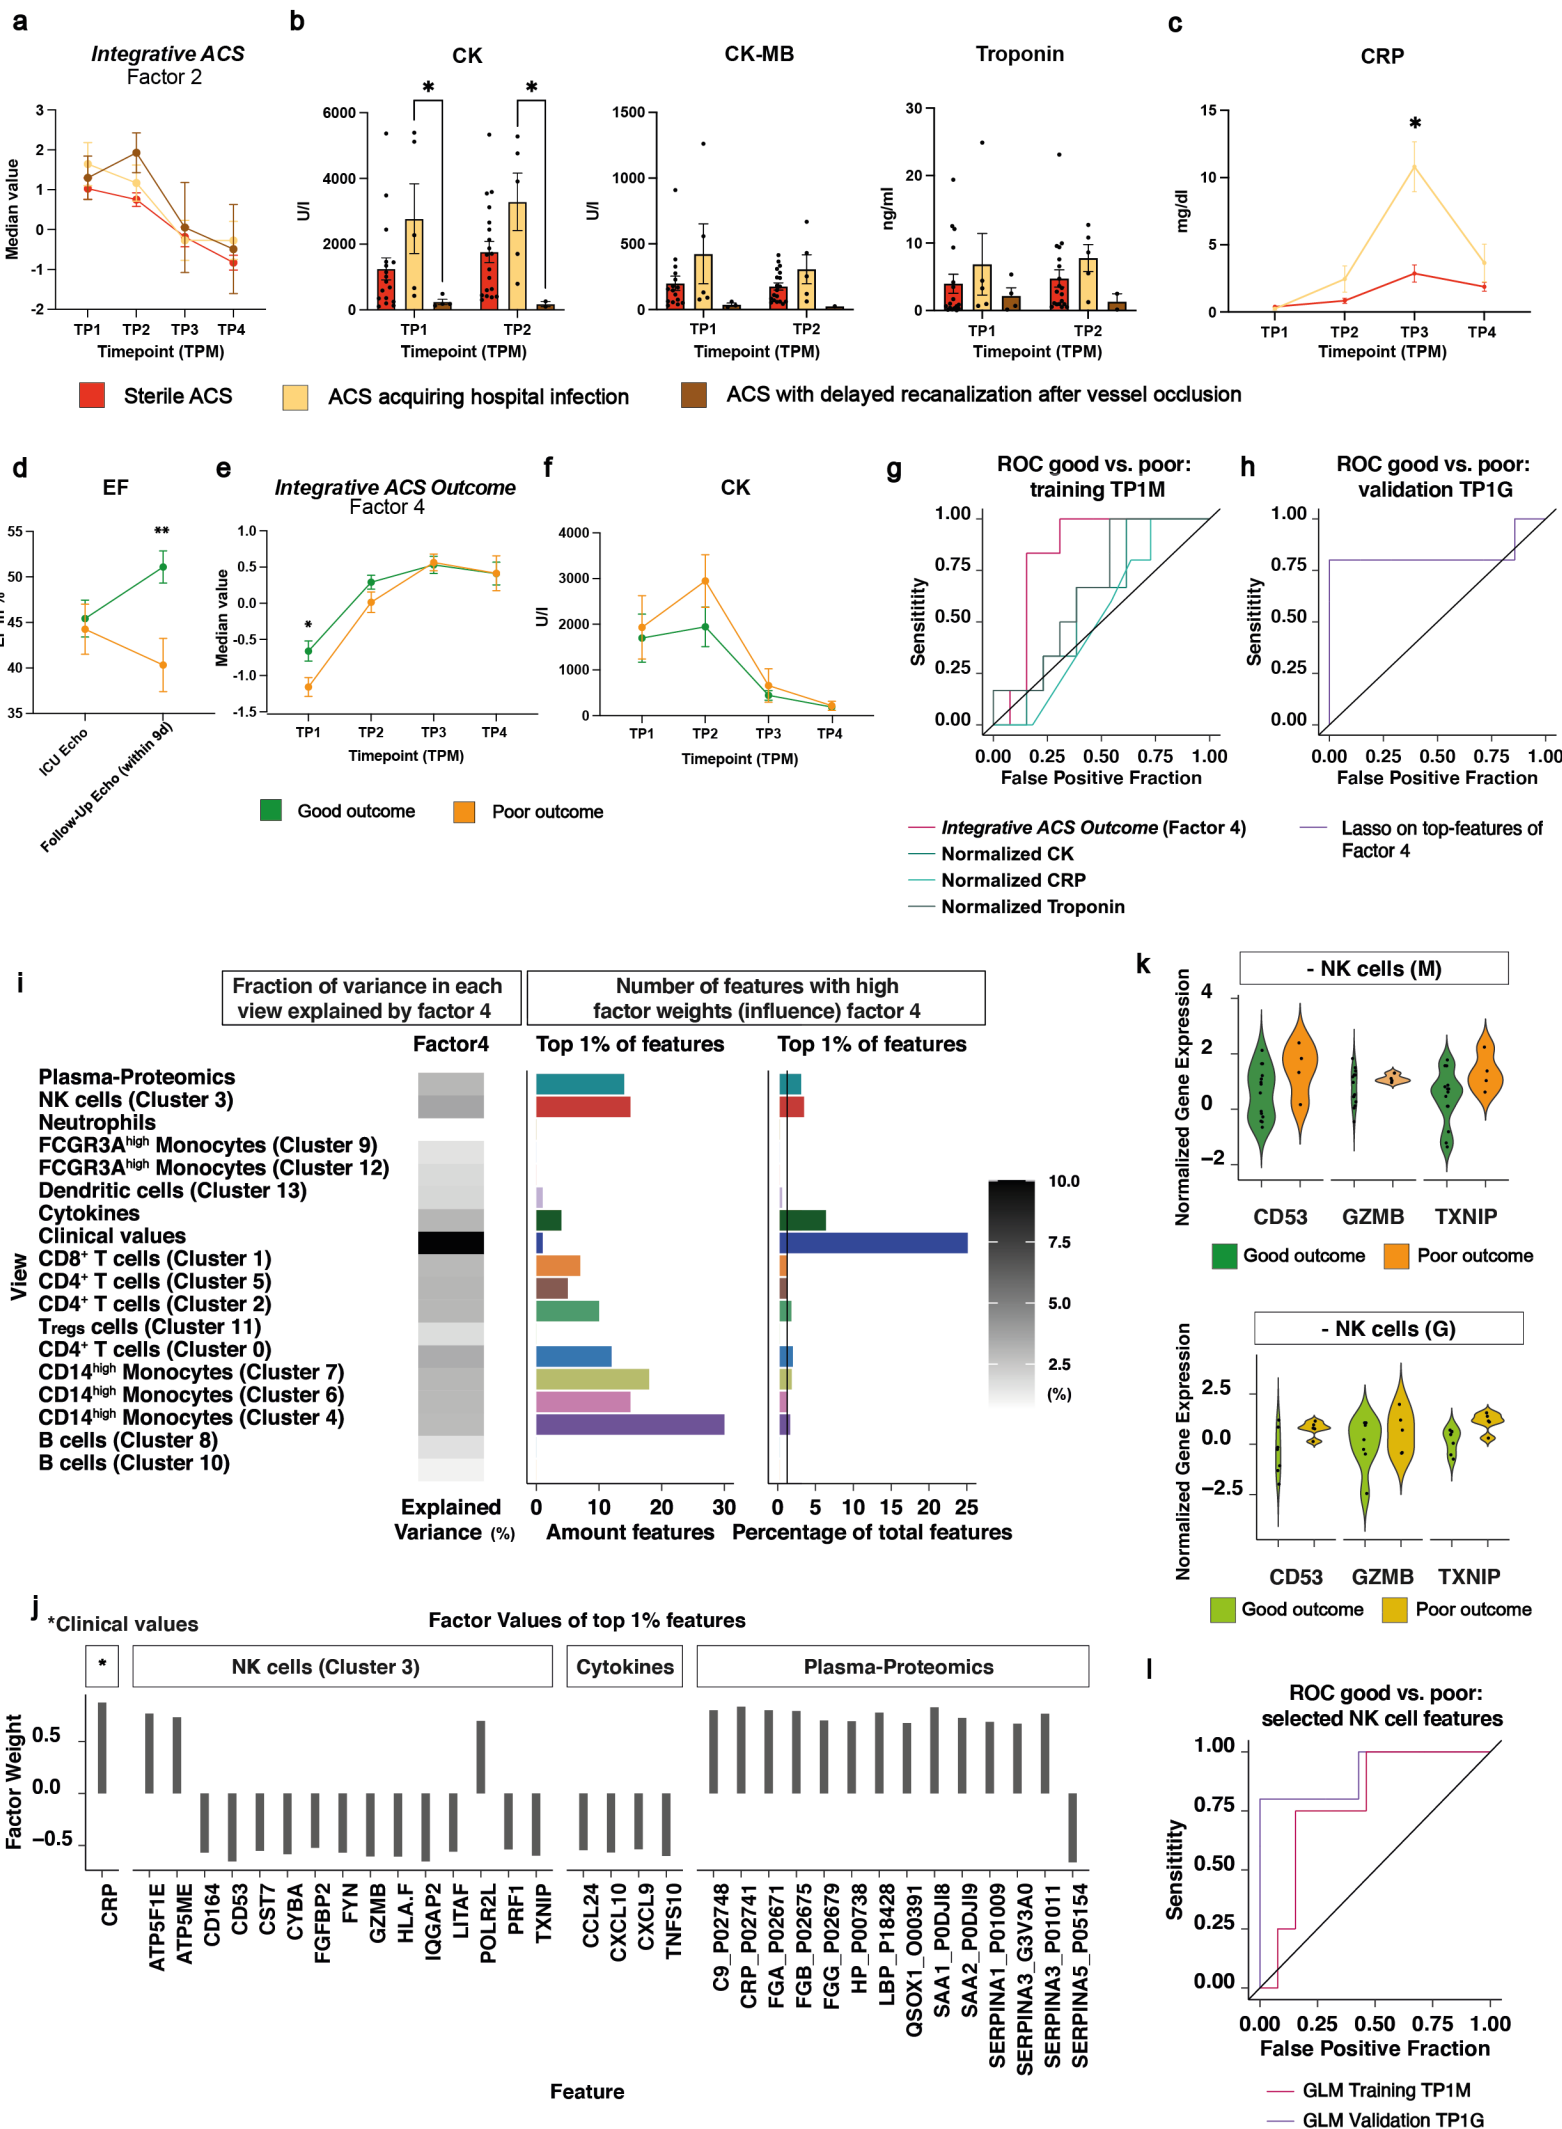 a
Integrative ACS
Factor 2
Median value
3
2
1
0
-1
-2
TP1 TP2 TP3 TP4
Timepoint (TPM)
b
CK
U/l
6000
4000
2000
0
*
*
TP1 TP2
Timepoint (TPM)
CK-MB
U/l
1500
1000
500
0
TP1 TP2
Timepoint (TPM)
Troponin
ng/ml
30
20
10
0
TP1 TP2
Timepoint (TPM)
c
CRP
mg/dl
15
10
5
0
*
TP1 TP2 TP3 TP4
Timepoint (TPM)
Sterile ACS
ACS acquiring hospital infection
ACS with delayed recanalization after vessel occlusion
d
EF
55
50
45
40
35
**
ICU Echo
Follow-Up Echo (within 9d)
e
Integrative ACS Outcome
Factor 4
Median value
1.0
0.5
0.0
-0.5
-1.0
-1.5
*
TP1 TP2 TP3 TP4
Timepoint (TPM)
f
CK
U/l
4000
3000
2000
1000
0
TP1 TP2 TP3 TP4
Timepoint (TPM)
Good outcome
Poor outcome
g
ROC good vs. poor:
training TP1M
Sensititity
1.00
0.75
0.50
0.25
0.00
0.00 0.25 0.50 0.75 1.00
False Positive Fraction
Integrative ACS Outcome (Factor 4)
Normalized CK
Normalized CRP
Normalized Troponin
h
ROC good vs. poor:
validation TP1G
Sensititity
1.00
0.75
0.50
0.25
0.00
0.00 0.25 0.50 0.75 1.00
False Positive Fraction
Lasso on top-features of
Factor 4
i
Fraction of variance in each
view explained by factor 4
Number of features with high
factor weights (influence) factor 4
Factor4
Top 1% of features
Top 1% of features
View
Plasma-Proteomics
NK cells (Cluster 3)
Neutrophils
FCGR3Ahigh Monocytes (Cluster 9)
FCGR3Ahigh Monocytes (Cluster 12)
Dendritic cells (Cluster 13)
Cytokines
Clinical values
CD8+ T cells (Cluster 1)
CD4+ T cells (Cluster 5)
CD4+ T cells (Cluster 2)
Tregs cells (Cluster 11)
CD4+ T cells (Cluster 0)
CD14high Monocytes (Cluster 7)
CD14high Monocytes (Cluster 6)
CD14high Monocytes (Cluster 4)
B cells (Cluster 8)
B cells (Cluster 10)
Explained
Variance (%)
0 10 20 30
Amount features
0 5 10 15 20 25
Percentage of total features
10.0
7.5
5.0
2.5
(%)
j
*Clinical values
Factor Values of top 1% features
*
NK cells (Cluster 3)
Cytokines
Plasma-Proteomics
Factor Weight
0.5
0.0
−0.5
CRP
ATP5F1E
ATP5ME
CD164
CD53
CST7
CYBA
FGFBP2
FYN
GZMB
HLA.F
IQGAP2
LITAF
POLR2L
PRF1
TXNIP
CCL24
CXCL10
CXCL9
TNFS10
C9_P02748
CRP_P02741
FGA_P02671
FGB_P02675
FGG_P02679
HP_P00738
LBP_P18428
QSOX1_O00391
SAA1_P0DJI8
SAA2_P0DJI9
SERPINA1_P01009
SERPINA3_G3V3A0
SERPINA3_P01011
SERPINA5_P05154
Feature
k
- NK cells (M)
Normalized Gene Expression
4
2
0
−2
CD53 GZMB TXNIP
Good outcome
Poor outcome
- NK cells (G)
Normalized Gene Expression
2.5
0.0
−2.5
CD53 GZMB TXNIP
Good outcome
Poor outcome
l
ROC good vs. poor:
selected NK cell features
Sensititity
1.00
0.75
0.50
0.25
0.00
0.00 0.25 0.50 0.75 1.00
False Positive Fraction
GLM Training TP1M
GLM Validation TP1G